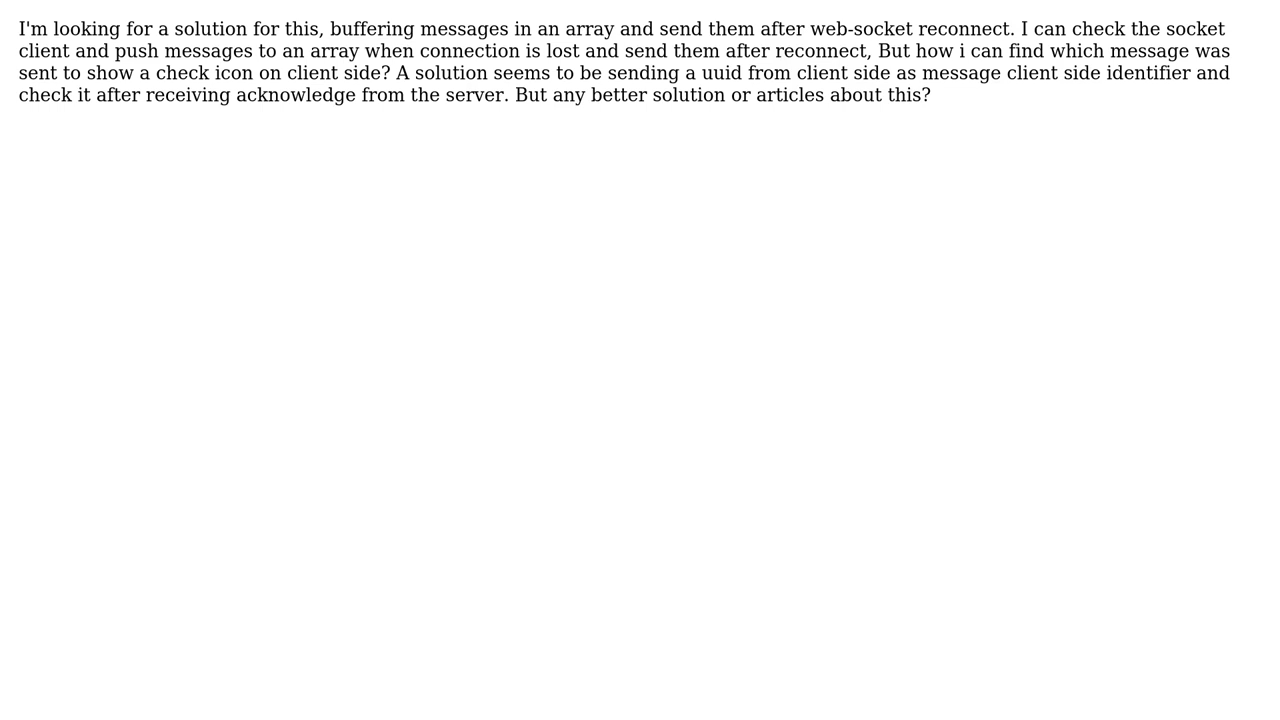 I'm looking for a solution for this, buffering messages in an array and send them after web-socket reconnect. I can check the socket
client and push messages to an array when connection is lost and send them after reconnect, But how i can find which message was
sent to show a check icon on client side? A solution seems to be sending a uuid from client side as message client side identifier and
check it after receiving acknowledge from the server. But any better solution or articles about this?